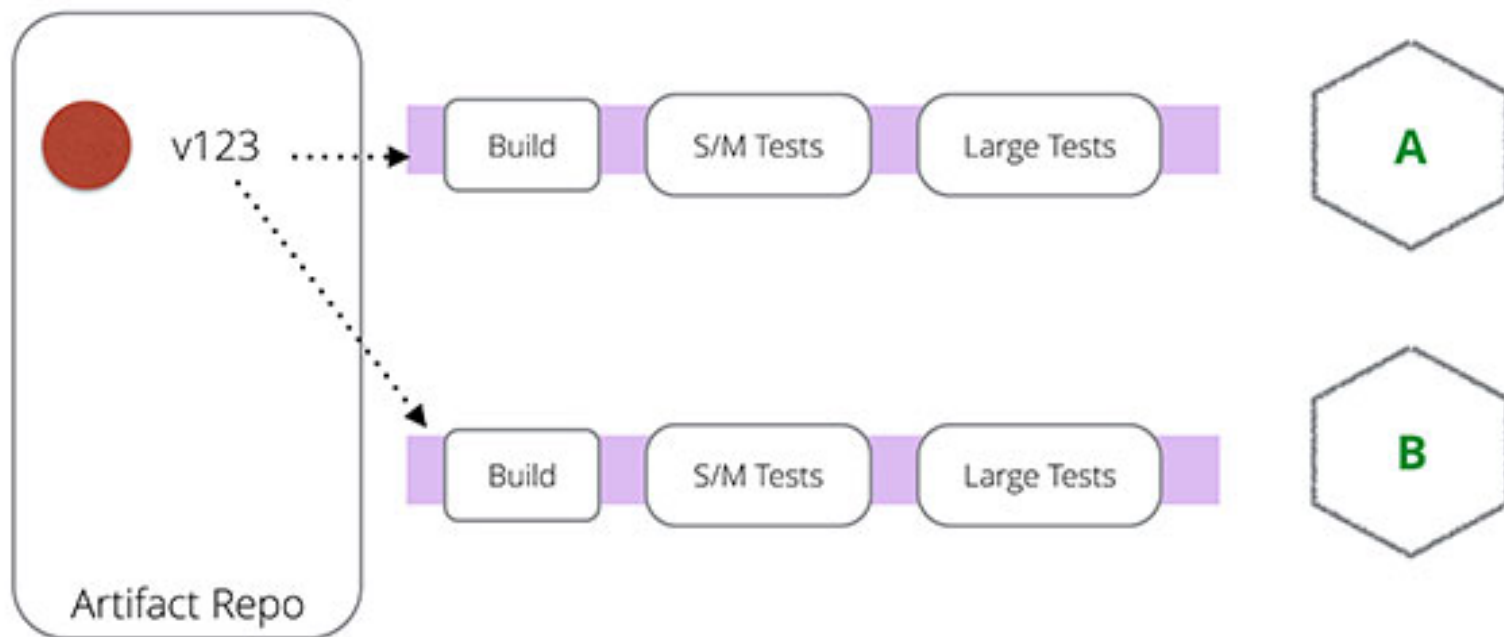 v123
Build
S/M Tests
Large Tests
A
Build
S/M Tests
Large Tests
B
Artifact Repo